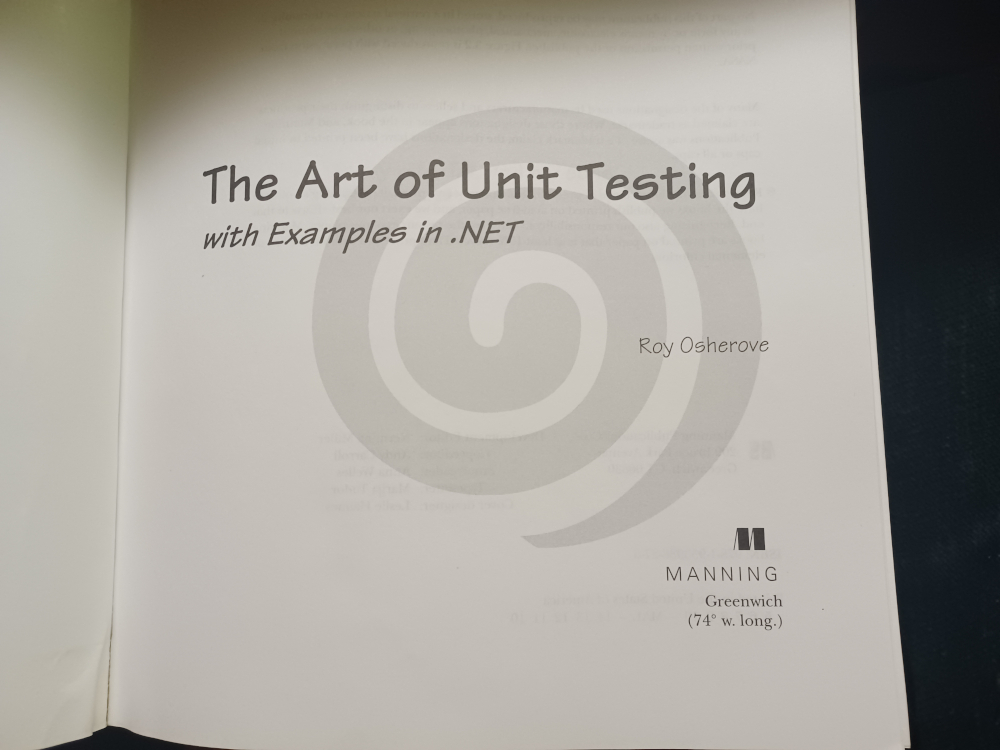 The Art of Unit Testing
with Examples in .NET
Roy Osherove
MANNING
Greenwich
(74° w. long.)